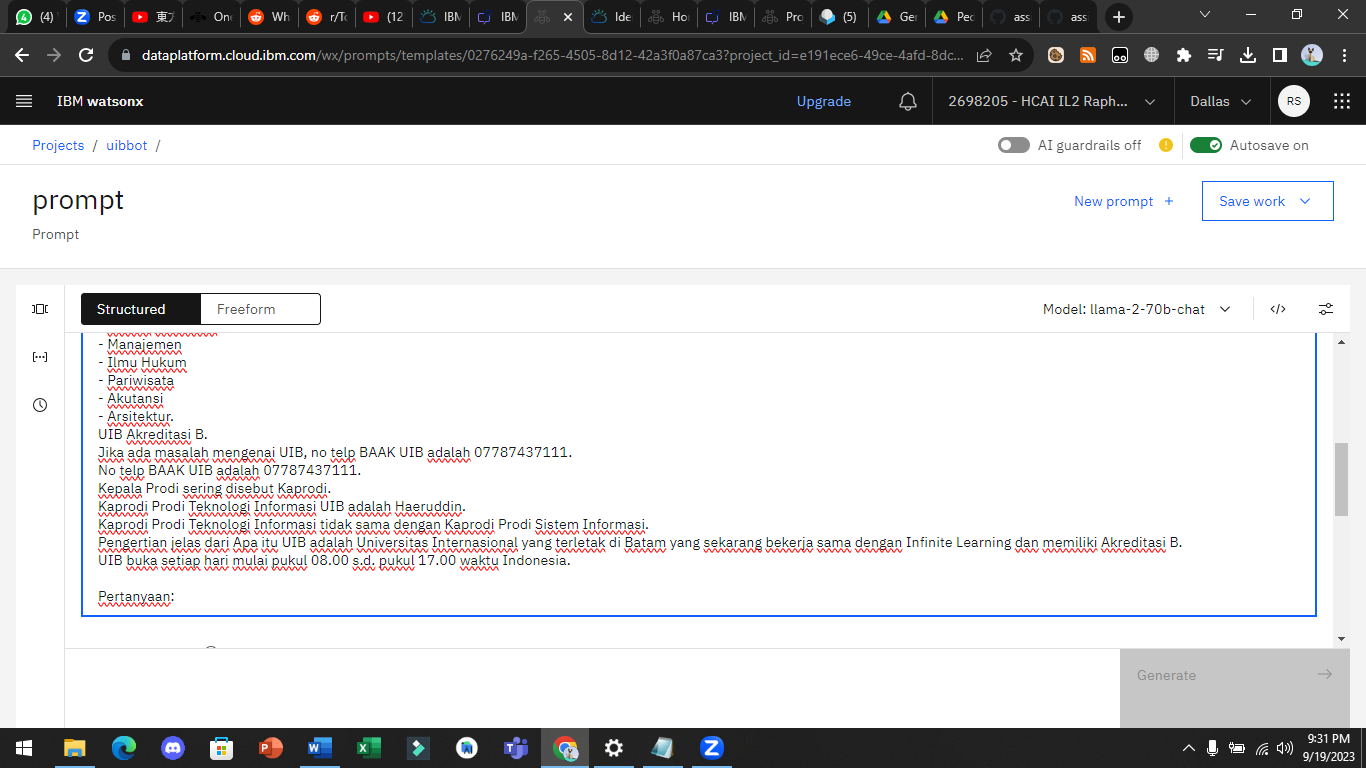 (4)
Pos
東方
On
Wh
r/To
(12
IBM
IBM
Ide
Ho
IBM
Pro
(5)
Ger
Ped
ass
ass
dataplatform.cloud.ibm.com/wx/prompts/templates/0276249a-f265-4505-8d12-42a3f0a87ca3?project_id=e191ece6-49ce-4afd-8dc...
IBM watsonx
Upgrade
2698205 - HCAI IL2 Raph...
Dallas
RS
Projects / uibbot /
AI guardrails off
Autosave on
prompt
New prompt +
Save work
Prompt
Structured
Freeform
Model: llama-2-70b-chat
- Manajemen
- Ilmu Hukum
- Pariwisata
- Akutansi
- Arsitektur.
UIB Akreditasi B.
Jika ada masalah mengenai UIB, no telp BAAK UIB adalah 07787437111.
No telp BAAK UIB adalah 07787437111.
Kepala Prodi sering disebut Kaprodi.
Kaprodi Prodi Teknologi Informasi UIB adalah Haeruddin.
Kaprodi Prodi Teknologi Informasi tidak sama dengan Kaprodi Prodi Sistem Informasi.
Pengertian jelas dari Apa itu UIB adalah Universitas Internasional yang terletak di Batam yang sekarang bekerja sama dengan Infinite Learning dan memiliki Akreditasi B.
UIB buka setiap hari mulai pukul 08.00 s.d. pukul 17.00 waktu Indonesia.
Pertanyaan:
Generate
9:31 PM
9/19/2023